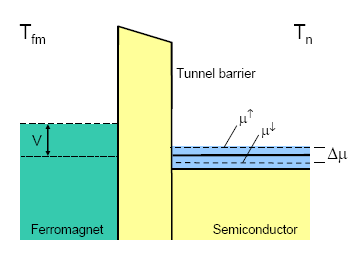 T_fm
T_n
Tunnel barrier
μ↑
μ↓
V
Δμ
Ferromagnet
Semiconductor